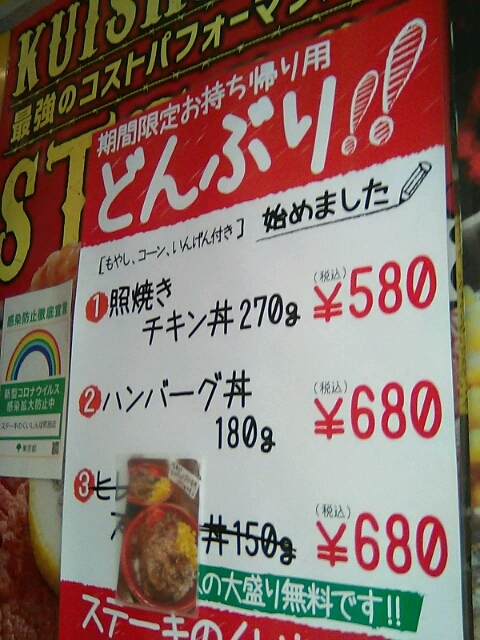 KUISH
最強のコストパフォーマン
ST
期間限定お持ち帰り用
どんぶり!!
始めました
[もやし、コーン、いんげん付き]
1 照焼き
チキン丼 270g
(税込)
¥580
2 ハンバーグ丼
180g
(税込)
¥680
3 ヒ
丼 150g
(税込)
¥680
の大盛り無料です!!
ステーキのくい
感染防止徹底宣言
新型コロナウイルス
感染拡大防止中
東京都